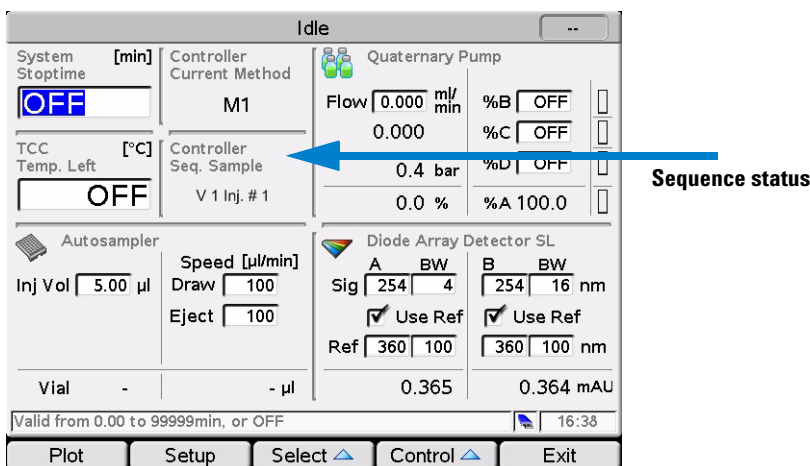 Idle --
System [min]
Stoptime
OFF
Controller
Current Method
M1
TCC [°C]
Temp. Left
OFF
Controller
Seq. Sample
V 1 Inj. # 1
Quaternary Pump
Flow 0.000 ml/min %B OFF
0.000 %C OFF
0.4 bar %D OFF
0.0 % %A 100.0
Sequence status
Autosampler
Speed [µl/min]
Inj Vol 5.00 µl Draw 100
Eject 100
Vial - - µl
Diode Array Detector SL
A BW B BW
Sig 254 4 254 16 nm
Use Ref Use Ref
Ref 360 100 360 100 nm
0.365 0.364 mAU
Valid from 0.00 to 99999min, or OFF 16:38
Plot Setup Select Control Exit